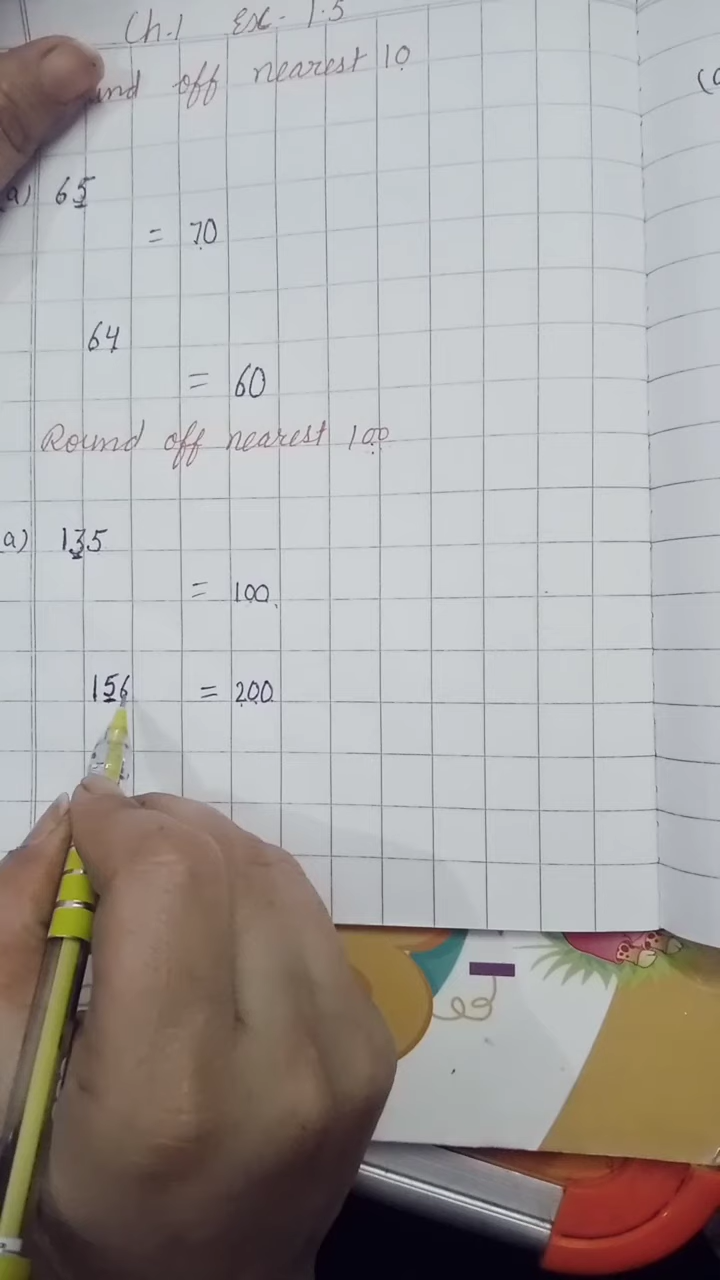 Ch.1 Ex- 1.5
off nearest 10
a) 65
= 70
64
= 60
Round off nearest 100
a) 135
= 100
156 = 200